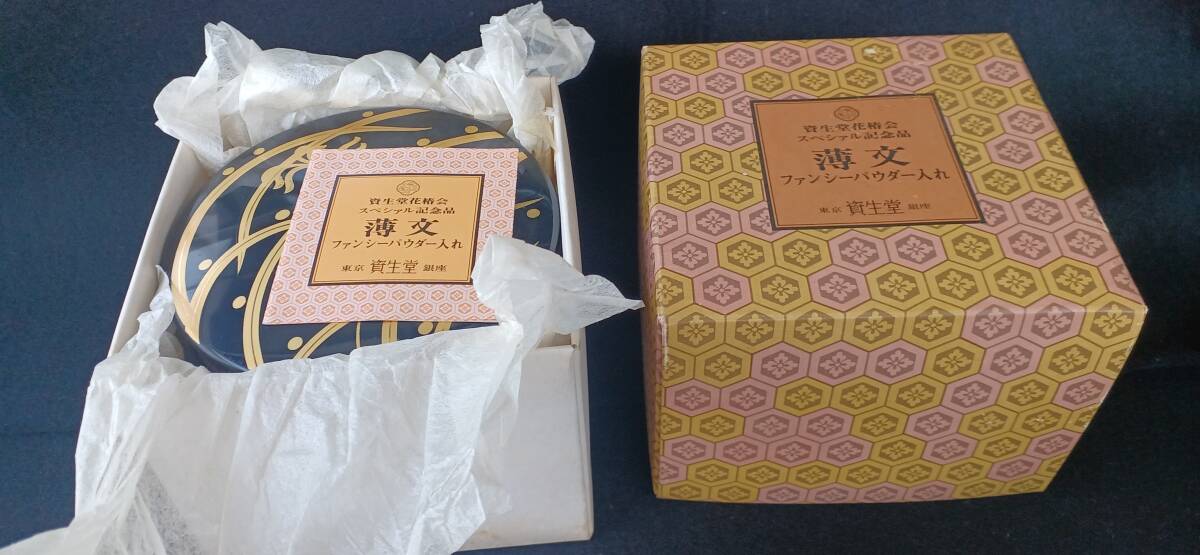 資生堂花椿会
スペシァル記念品
薄文
ファンシーパウダー入れ
東京 資生堂 銀座
資生堂花椿会
スペシァル記念品
薄文
ファンシーパウダー入れ
東京 資生堂 銀座